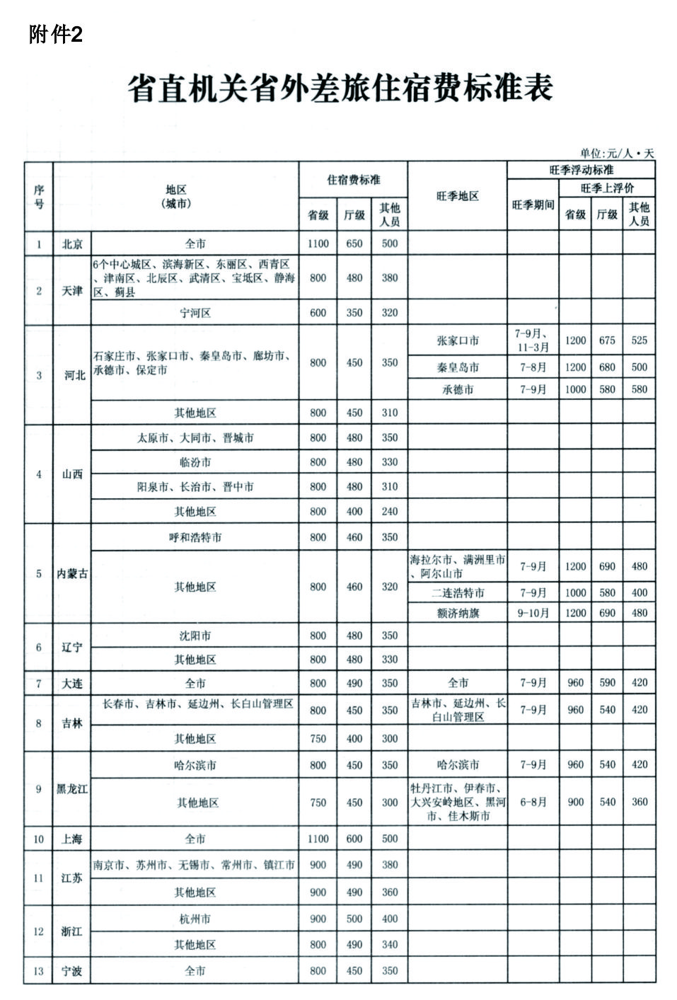 附件2
省直机关省外差旅住宿费标准表
单位:元/人·天
序号 地区(城市) 住宿费标准 旺季地区 旺季浮动标准
旺季期间 旺季上浮价
省级 厅级 其他人员 省级 厅级 其他人员
1 北京 全市 1100 650 500
2 天津 6个中心城区、滨海新区、东丽区、西青区
、津南区、北辰区、武清区、宝坻区、静海 800 480 380
区、蓟县
宁河区 600 350 320
3 河北 石家庄市、张家口市、秦皇岛市、廊坊市、
承德市、保定市 800 450 350
张家口市 7-9月、
11-3月 1200 675 525
秦皇岛市 7-8月 1200 680 500
承德市 7-9月 1000 580 580
其他地区 800 450 310
4 山西 太原市、大同市、晋城市 800 480 350
临汾市 800 480 330
阳泉市、长治市、晋中市 800 480 310
其他地区 800 400 240
5 内蒙古 呼和浩特市 800 460 350
其他地区 800 460 320
海拉尔市、满洲里市
、阿尔山市 7-9月 1200 690 480
二连浩特市 7-9月 1000 580 400
额济纳旗 9-10月 1200 690 480
6 辽宁 沈阳市 800 480 350
其他地区 800 480 330
7 大连 全市 800 490 350 全市 7-9月 960 590 420
8 吉林 长春市、吉林市、延边州、长白山管理区 800 450 350 吉林市、延边州、长
白山管理区 7-9月 960 540 420
其他地区 750 400 300
9 黑龙江 哈尔滨市 800 450 350 哈尔滨市 7-9月 960 540 420
其他地区 750 450 300 牡丹江市、伊春市、
大兴安岭地区、黑河 6-8月 900 540 360
市、佳木斯市
10 上海 全市 1100 600 500
11 江苏 南京市、苏州市、无锡市、常州市、镇江市 900 490 380
其他地区 900 490 360
12 浙江 杭州市 900 500 400
其他地区 800 490 340
13 宁波 全市 800 450 350